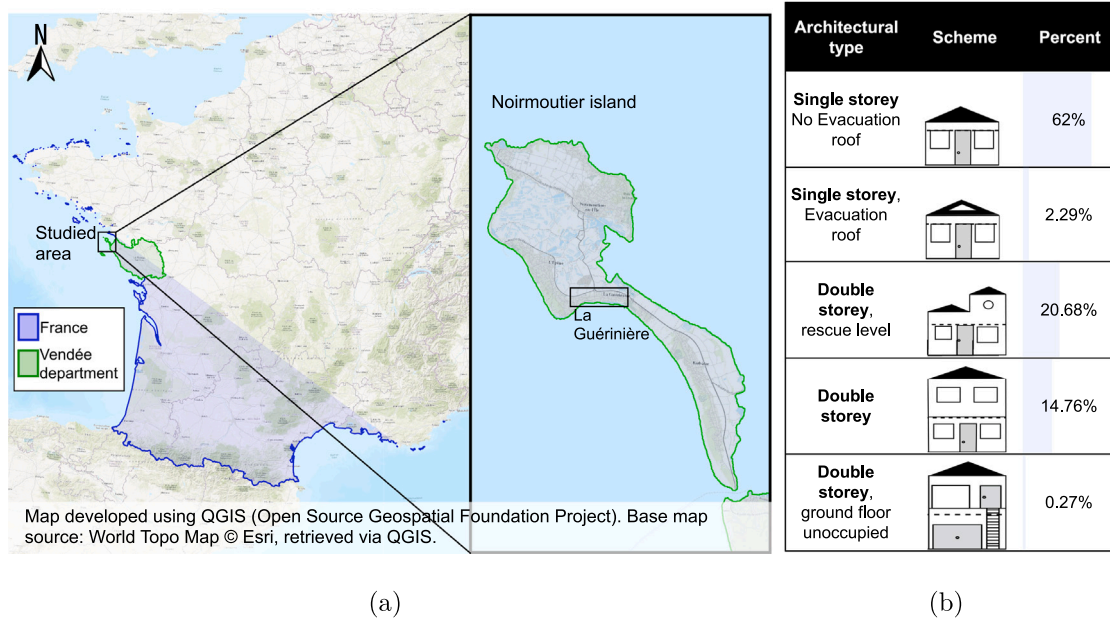 N
Noirmoutier island
Studied
area
La
Guérinière
France
Vendée
department
Map developed using QGIS (Open Source Geospatial Foundation Project). Base map
source: World Topo Map © Esri, retrieved via QGIS.
(a)
Architectural
type
Scheme
Percent
Single storey
No Evacuation
roof
62%
Single storey,
Evacuation
roof
2.29%
Double
storey,
rescue level
20.68%
Double
storey
14.76%
Double
storey,
ground floor
unoccupied
0.27%
(b)